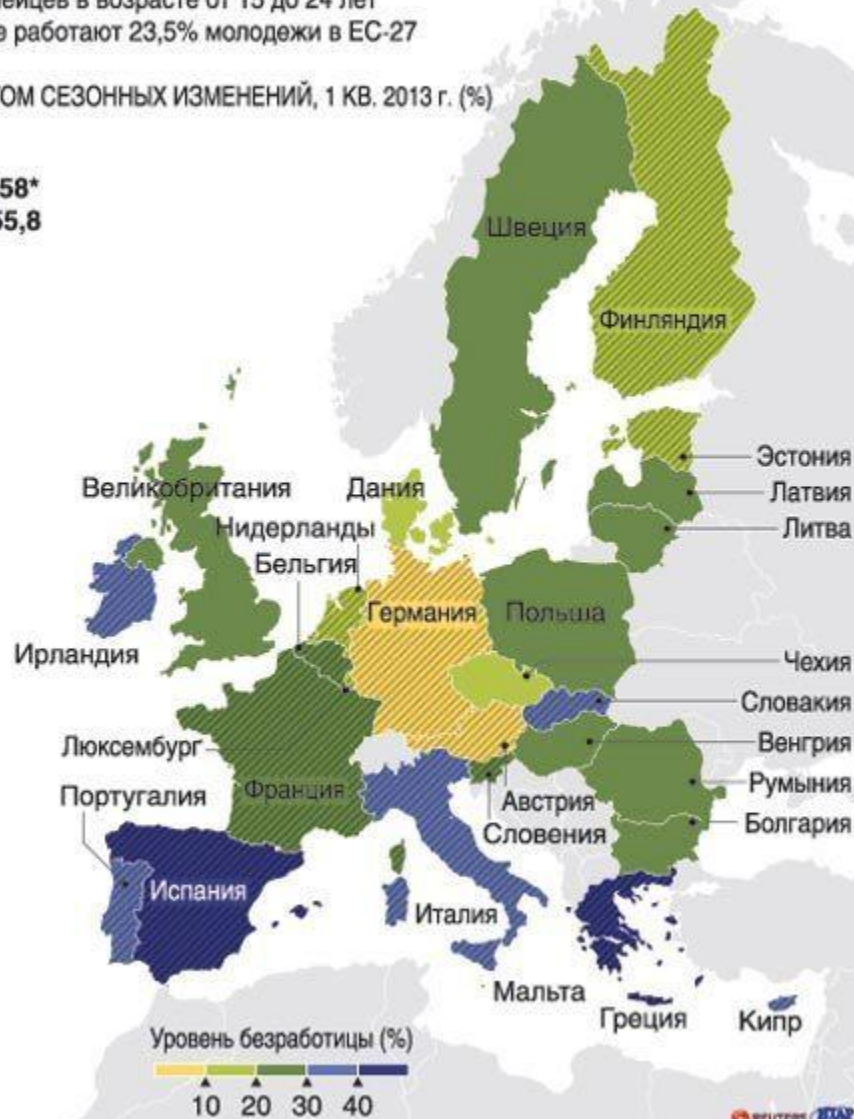 в возрасте от 15 до 24 лет
работают 23,5% молодежи в ЕС-27
СЕЗОННЫХ ИЗМЕНЕНИЙ, 1 КВ. 2013 г. (%)
58*
55,8
Швеция
Финляндия
Эстония
Великобритания
Дания
Латвия
Нидерланды
Литва
Бельгия
Германия
Польша
Ирландия
Чехия
Словакия
Люксембург
Венгрия
Франция
Румыния
Португалия
Австрия
Болгария
Словения
Испания
Италия
Мальта
Греция
Кипр
Уровень безработицы (%)
10 20 30 40
REUTERS